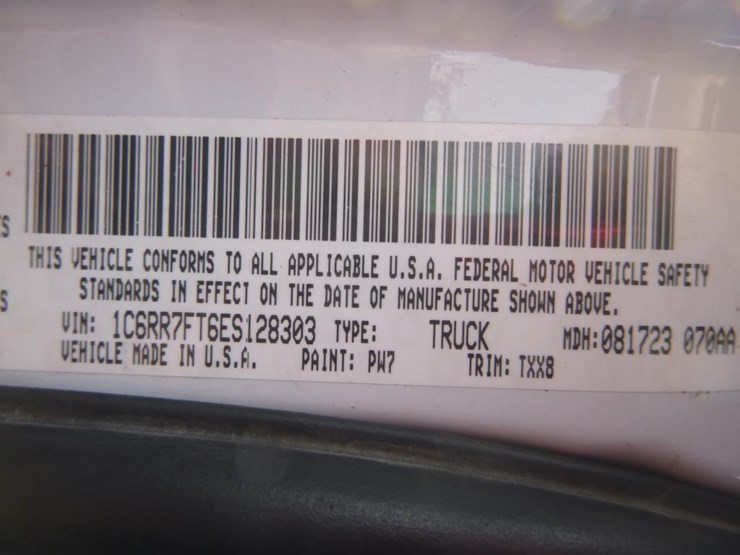 S
THIS VEHICLE CONFORMS TO ALL APPLICABLE U.S.A. FEDERAL MOTOR VEHICLE SAFETY
S STANDARDS IN EFFECT ON THE DATE OF MANUFACTURE SHOWN ABOVE.
VIN: 1C6RR7FT6ES128303 TYPE: TRUCK MDH:081723 070AA
VEHICLE MADE IN U.S.A. PAINT: PW7 TRIM: TXX8